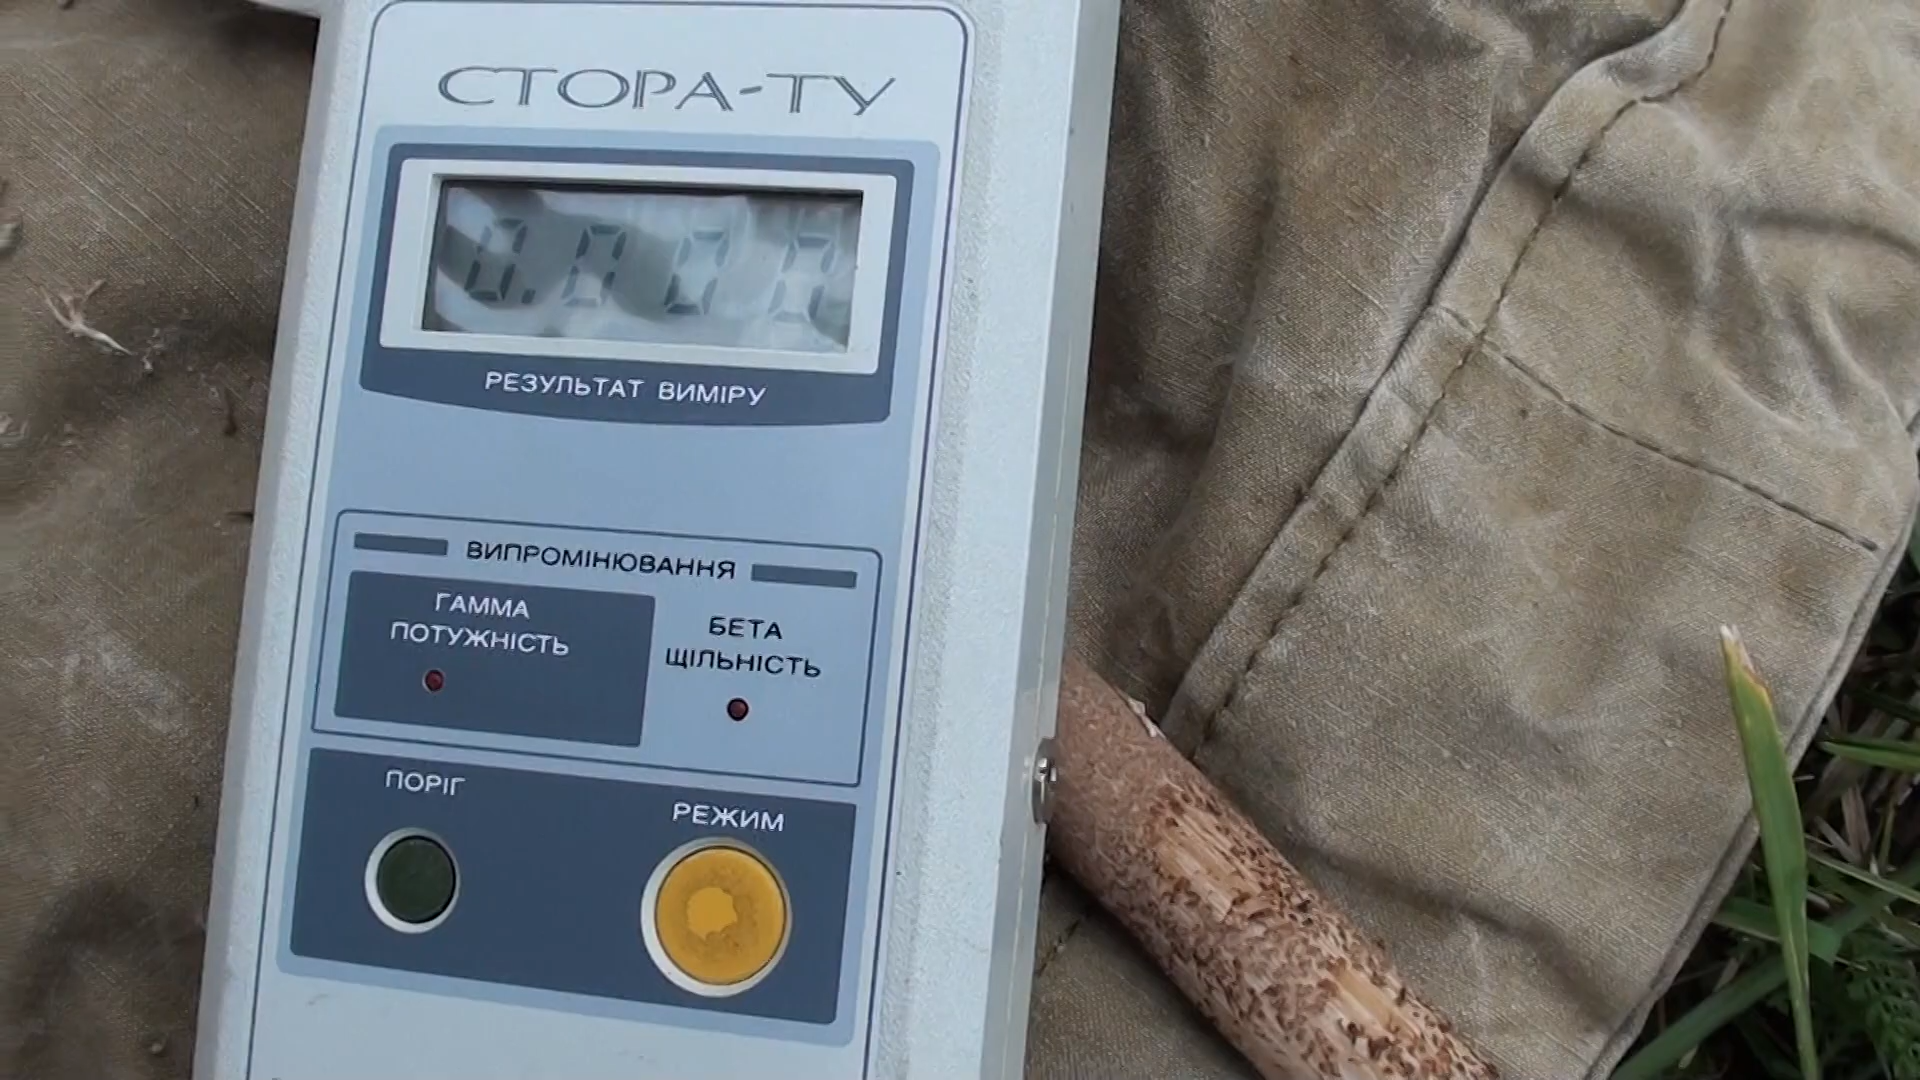 СТОРА-ТУ
0.000
РЕЗУЛЬТАТ ВИМІРУ
ВИПРОМІНЮВАННЯ
ГАММА
ПОТУЖНІСТЬ
БЕТА
ЩІЛЬНІСТЬ
ПОРІГ
РЕЖИМ